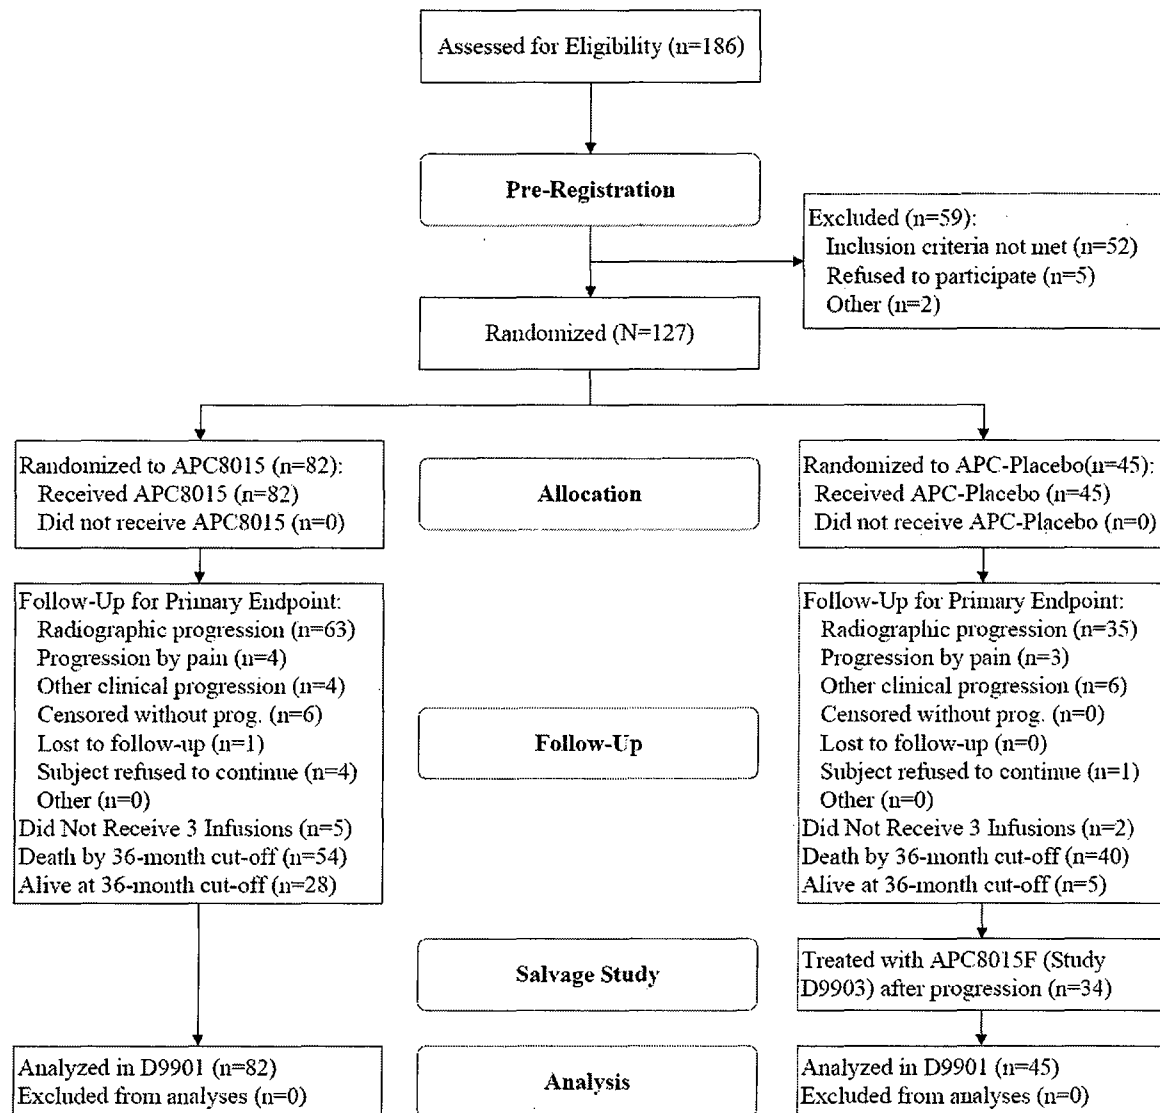 Assessed for Eligibility (n=186)
Pre-Registration
Excluded (n=59):
Inclusion criteria not met (n=52)
Refused to participate (n=5)
Other (n=2)
Randomized (N=127)
Randomized to APC8015 (n=82):
Received APC8015 (n=82)
Did not receive APC8015 (n=0)
Allocation
Randomized to APC-Placebo(n=45):
Received APC-Placebo (n=45)
Did not receive APC-Placebo (n=0)
Follow-Up for Primary Endpoint:
Radiographic progression (n=63)
Progression by pain (n=4)
Other clinical progression (n=4)
Censored without prog. (n=6)
Lost to follow-up (n=1)
Subject refused to continue (n=4)
Other (n=0)
Did Not Receive 3 Infusions (n=5)
Death by 36-month cut-off (n=54)
Alive at 36-month cut-off (n=28)
Follow-Up
Follow-Up for Primary Endpoint:
Radiographic progression (n=35)
Progression by pain (n=3)
Other clinical progression (n=6)
Censored without prog. (n=0)
Lost to follow-up (n=0)
Subject refused to continue (n=1)
Other (n=0)
Did Not Receive 3 Infusions (n=2)
Death by 36-month cut-off (n=40)
Alive at 36-month cut-off (n=5)
Salvage Study
Treated with APC8015F (Study
D9903) after progression (n=34)
Analyzed in D9901 (n=82)
Excluded from analyses (n=0)
Analysis
Analyzed in D9901 (n=45)
Excluded from analyses (n=0)